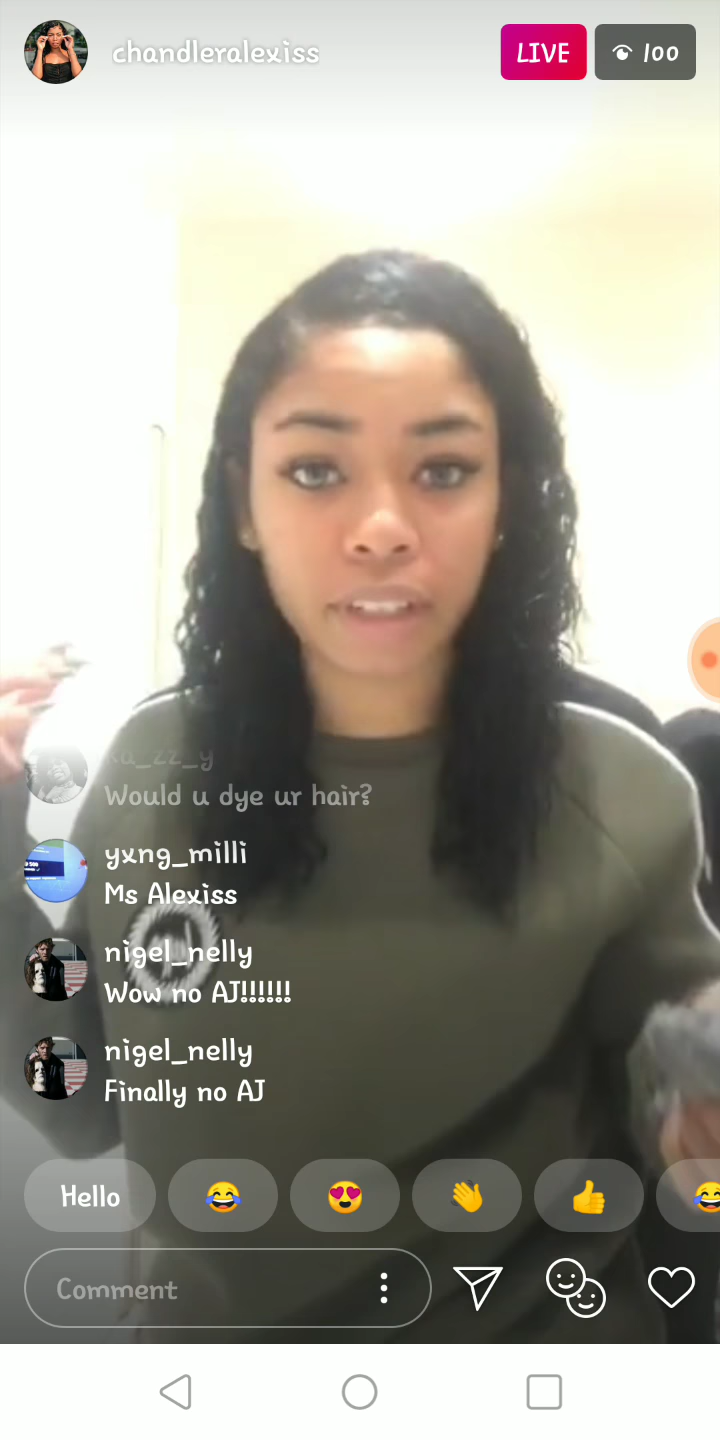 chandleralexiss
LIVE
100
Would u dye ur hair?
yxng_milli
Ms Alexiss
nigel_nelly
Wow no AJ!!!!!!
nigel_nelly
Finally no AJ
Hello
Comment